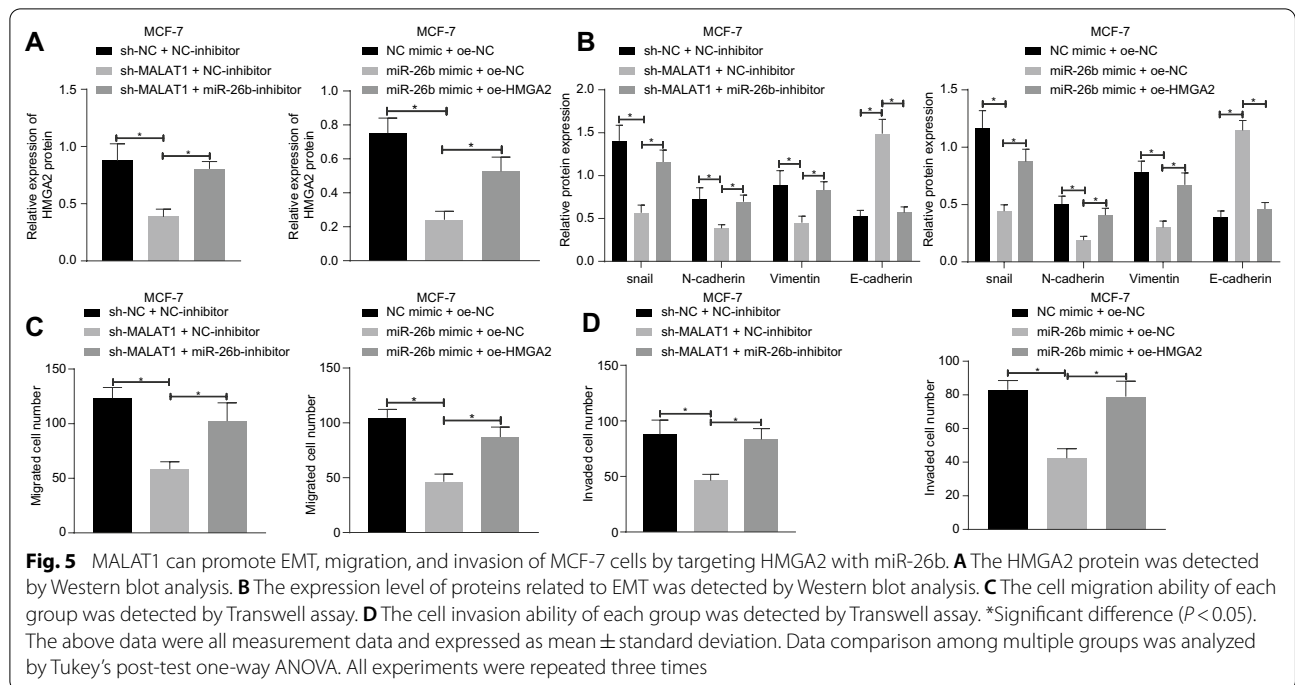 A
MCF-7
sh-NC + NC-inhibitor
sh-MALAT1 + NC-inhibitor
sh-MALAT1 + miR-26b-inhibitor
Relative expression of
HMGA2 protein
1.5
1.0
0.5
0.0
*
*
MCF-7
NC mimic + oe-NC
miR-26b mimic + oe-NC
miR-26b mimic + oe-HMGA2
Relative expression of
HMGA2 protein
0.8
0.6
0.4
0.2
0.0
*
*
B
MCF-7
sh-NC + NC-inhibitor
sh-MALAT1 + NC-inhibitor
sh-MALAT1 + miR-26b-inhibitor
Relative protein expression
2.0
1.5
1.0
0.5
0.0
* * * * * * * *
snail N-cadherin Vimentin E-cadherin
MCF-7
NC mimic + oe-NC
miR-26b mimic + oe-NC
miR-26b mimic + oe-HMGA2
Relative protein expression
1.5
1.0
0.5
0.0
* * * * * * * *
snail N-cadherin Vimentin E-cadherin
C
MCF-7
sh-NC + NC-inhibitor
sh-MALAT1 + NC-inhibitor
sh-MALAT1 + miR-26b-inhibitor
Migrated cell number
150
100
50
0
*
*
MCF-7
NC mimic + oe-NC
miR-26b mimic + oe-NC
miR-26b mimic + oe-HMGA2
Migrated cell number
150
100
50
0
*
*
D
MCF-7
sh-NC + NC-inhibitor
sh-MALAT1 + NC-inhibitor
sh-MALAT1 + miR-26b-inhibitor
Invaded cell number
150
100
50
0
*
*
MCF-7
NC mimic + oe-NC
miR-26b mimic + oe-NC
miR-26b mimic + oe-HMGA2
Invaded cell number
100
80
60
40
20
0
*
*
Fig. 5 MALAT1 can promote EMT, migration, and invasion of MCF-7 cells by targeting HMGA2 with miR-26b. A The HMGA2 protein was detected
by Western blot analysis. B The expression level of proteins related to EMT was detected by Western blot analysis. C The cell migration ability of each
group was detected by Transwell assay. D The cell invasion ability of each group was detected by Transwell assay. *Significant difference (P < 0.05).
The above data were all measurement data and expressed as mean ± standard deviation. Data comparison among multiple groups was analyzed
by Tukey's post-test one-way ANOVA. All experiments were repeated three times